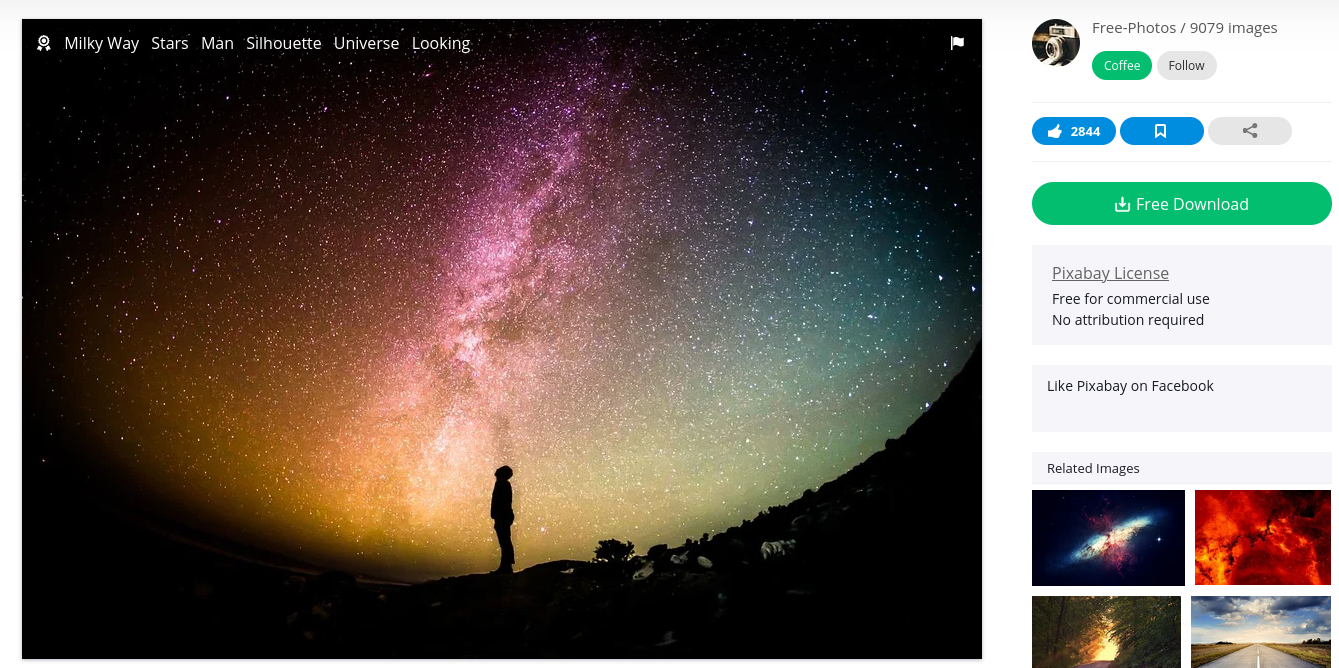 Milky Way Stars Man Silhouette Universe Looking
Free-Photos / 9079 images
Coffee Follow
2844
Free Download
Pixabay License
Free for commercial use
No attribution required
Like Pixabay on Facebook
Related Images